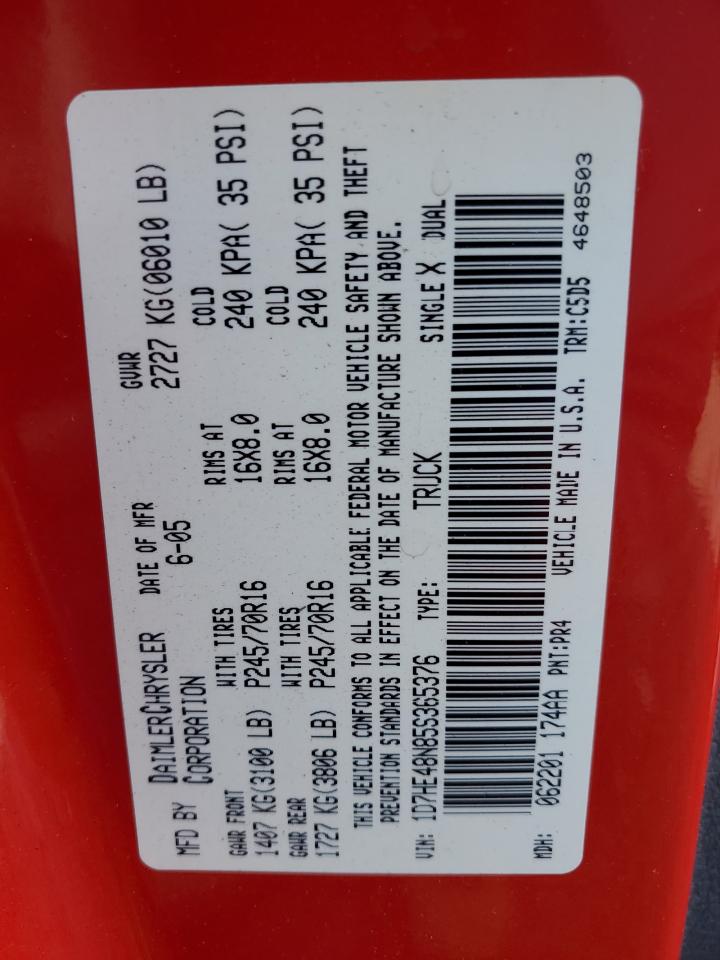 MFD BY DAIMLERCHRYSLER CORPORATION DATE OF MFR 6-05 GVWR 2727 KG(06010 LB)
GAWR FRONT WITH TIRES RIMS AT COLD
1407 KG(3100 LB) P245/70R16 16X8.0 240 KPA( 35 PSI)
GAWR REAR WITH TIRES RIMS AT COLD
1727 KG(3806 LB) P245/70R16 16X8.0 240 KPA( 35 PSI)
THIS VEHICLE CONFORMS TO ALL APPLICABLE FEDERAL MOTOR VEHICLE SAFETY AND THEFT
PREVENTION STANDARDS IN EFFECT ON THE DATE OF MANUFACTURE SHOWN ABOVE.
VIN: 1D7HE48N85S365376 TYPE: TRUCK SINGLE X DUAL
MDH: 062201 174AA PNT:PR4 VEHICLE MADE IN U.S.A. TRM:C5D5 4648503